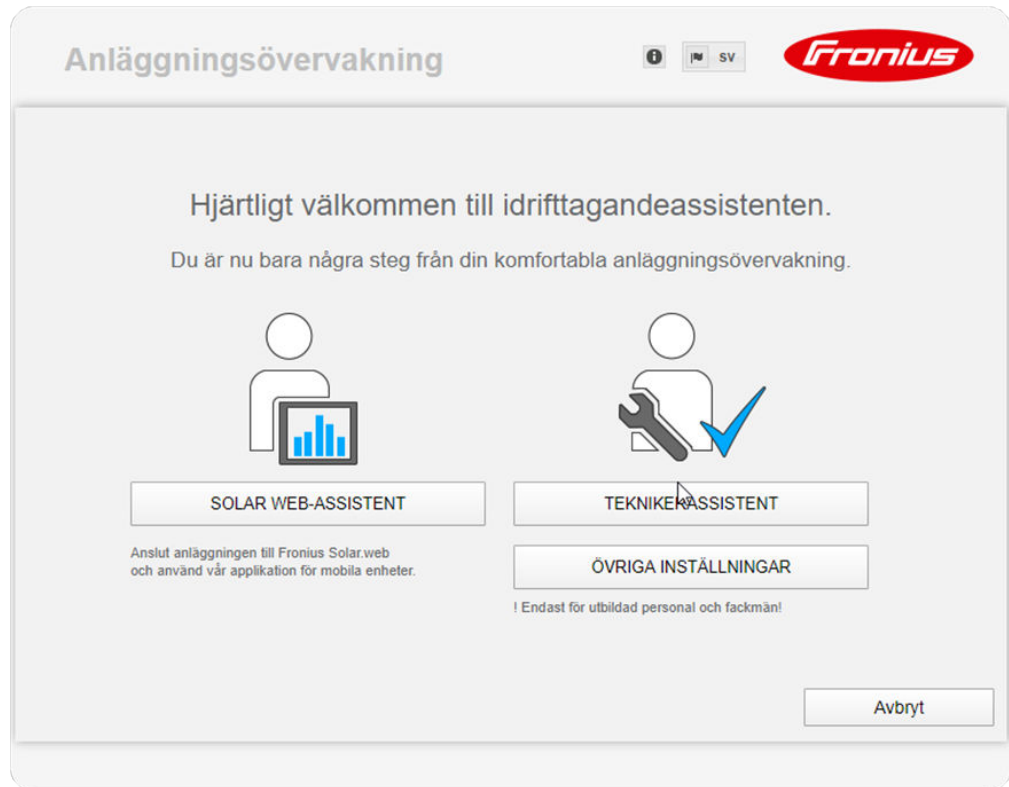 Anläggningsövervakning
SV
Fronius
Hjärtligt välkommen till idrifttagandeassistenten.
Du är nu bara några steg från din komfortabla anläggningsövervakning.
SOLAR WEB-ASSISTENT
TEKNIKERASSISTENT
Anslut anläggningen till Fronius Solar.web
och använd vår applikation för mobila enheter.
ÖVRIGA INSTÄLLNINGAR
! Endast för utbildad personal och fackmän!
Avbryt